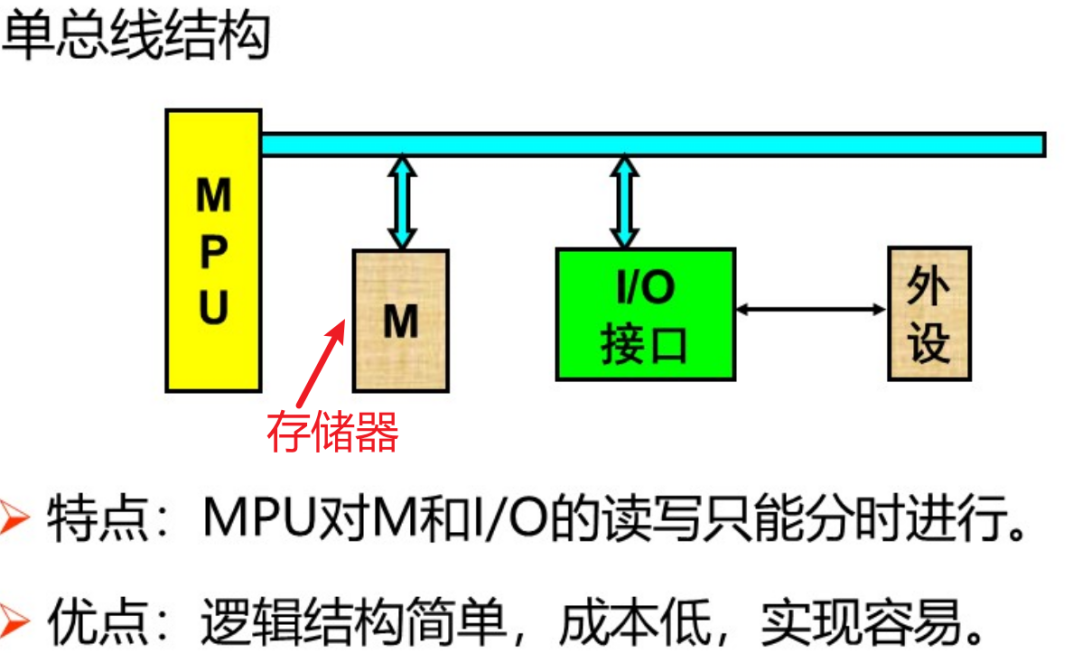 单总线结构
MPU
M
I/O
接口
外设
存储器
特点：MPU对M和I/O的读写只能分时进行。
优点：逻辑结构简单，成本低，实现容易。